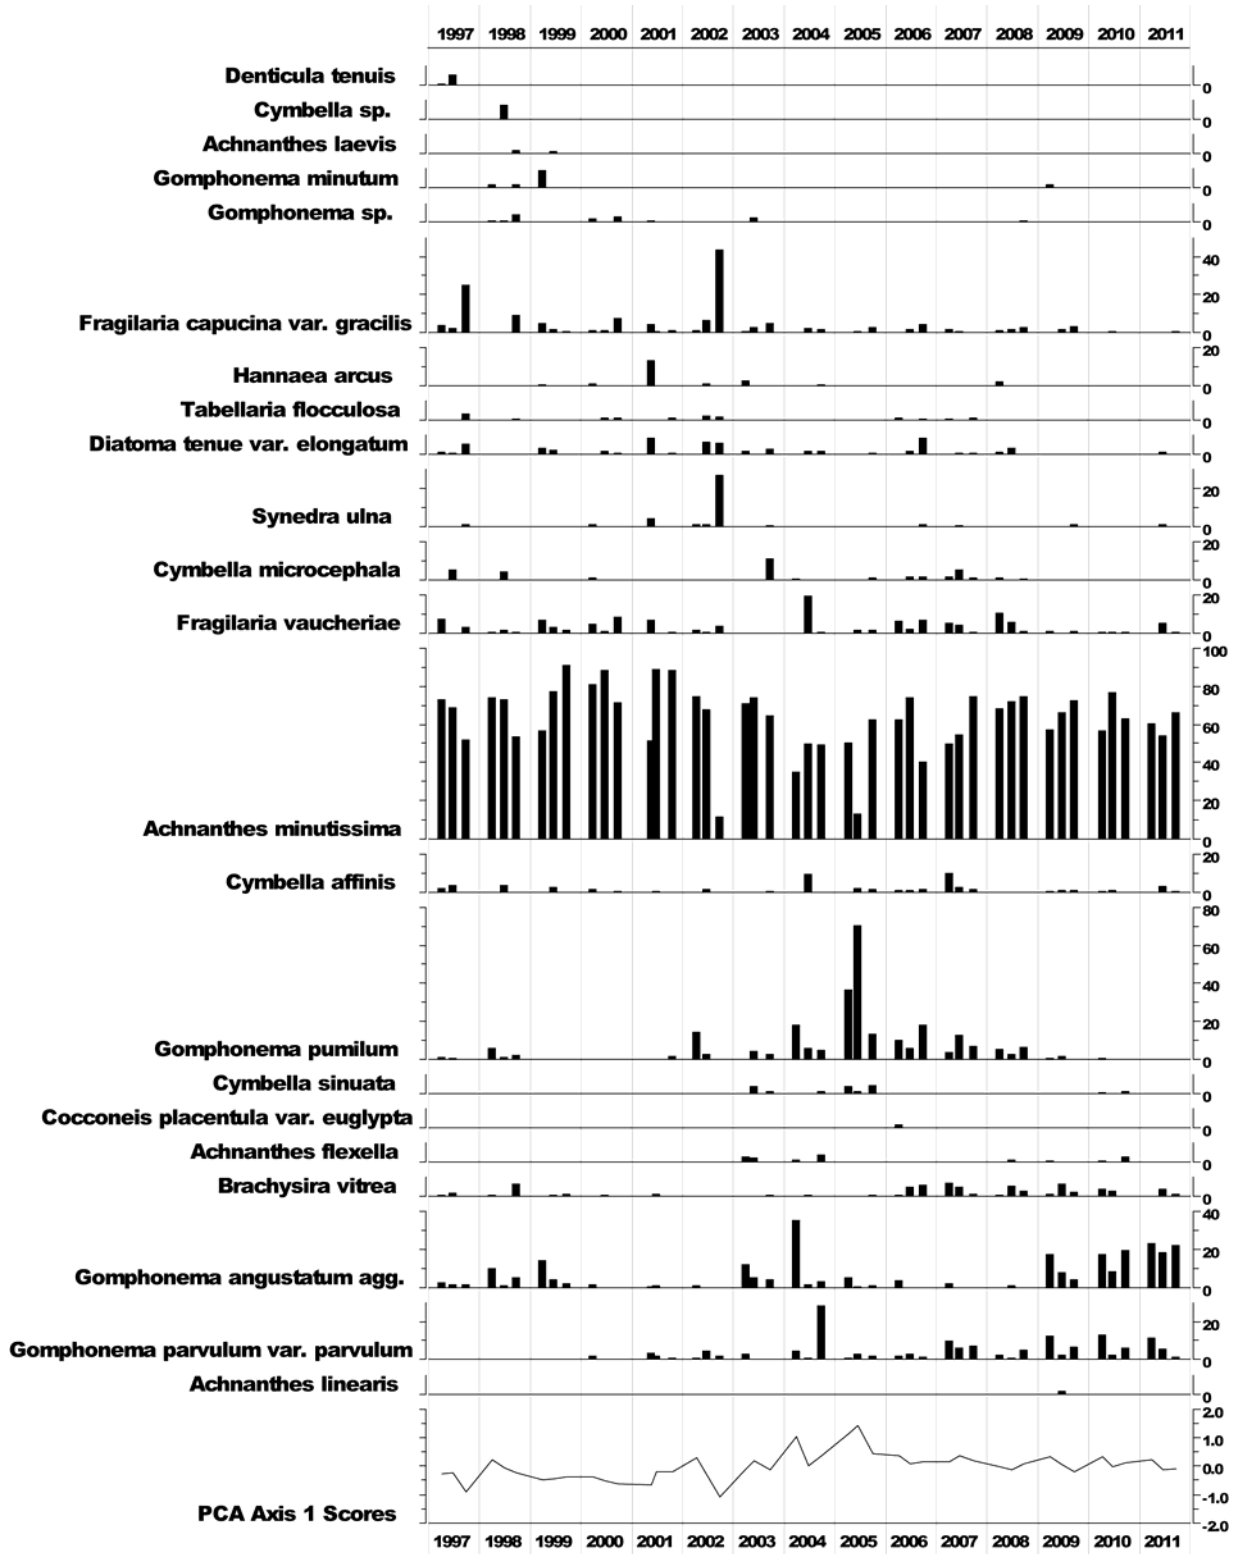 1997 1998 1999 2000 2001 2002 2003 2004 2005 2006 2007 2008 2009 2010 2011
Denticula tenuis 0
Cymbella sp. 0
Achnanthes laevis 0
Gomphonema minutum 0
Gomphonema sp. 0
40
20
Fragilaria capucina var. gracilis 0
20
Hannaea arcus 0
Tabellaria flocculosa 0
Diatoma tenue var. elongatum 0
20
Synedra ulna 0
20
Cymbella microcephala 0
20
Fragilaria vaucheriae 0
100
80
60
40
20
Achnanthes minutissima 0
20
Cymbella affinis 0
80
60
40
20
Gomphonema pumilum 0
Cymbella sinuata 0
Cocconeis placentula var. euglypta 0
Achnanthes flexella 0
Brachysira vitrea 0
40
20
Gomphonema angustatum agg. 0
20
Gomphonema parvulum var. parvulum 0
Achnanthes linearis 0
2.0
1.0
0.0
-1.0
PCA Axis 1 Scores
-2.0
1997 1998 1999 2000 2001 2002 2003 2004 2005 2006 2007 2008 2009 2010 2011